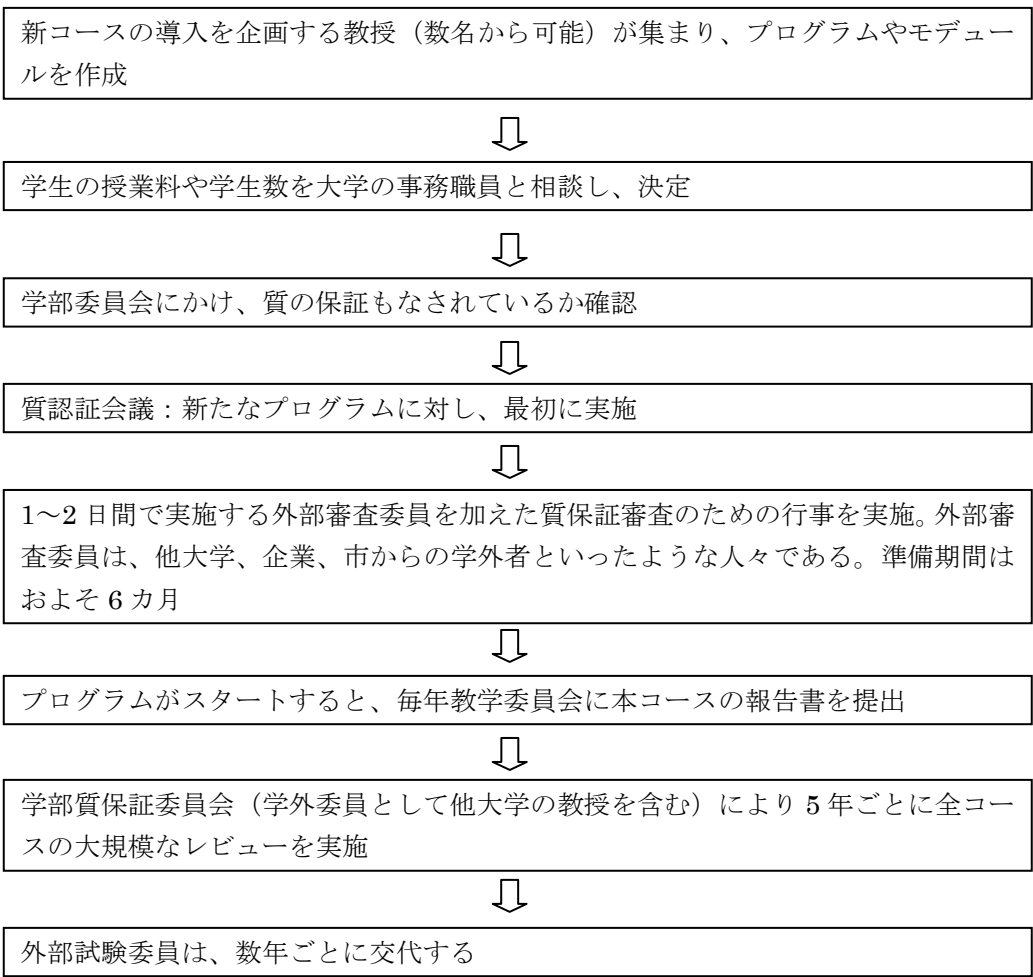 新コースの導入を企画する教授（数名から可能）が集まり、プログラムやモデュー
ルを作成
学生の授業料や学生数を大学の事務職員と相談し、決定
学部委員会にかけ、質の保証もなされているか確認
質認証会議：新たなプログラムに対し、最初に実施
1～2 日間で実施する外部審査委員を加えた質保証審査のための行事を実施。外部審
査委員は、他大学、企業、市からの学外者といったような人々である。準備期間は
およそ 6 カ月
プログラムがスタートすると、毎年教学委員会に本コースの報告書を提出
学部質保証委員会（学外委員として他大学の教授を含む）により 5 年ごとに全コー
スの大規模なレビューを実施
外部試験委員は、数年ごとに交代する